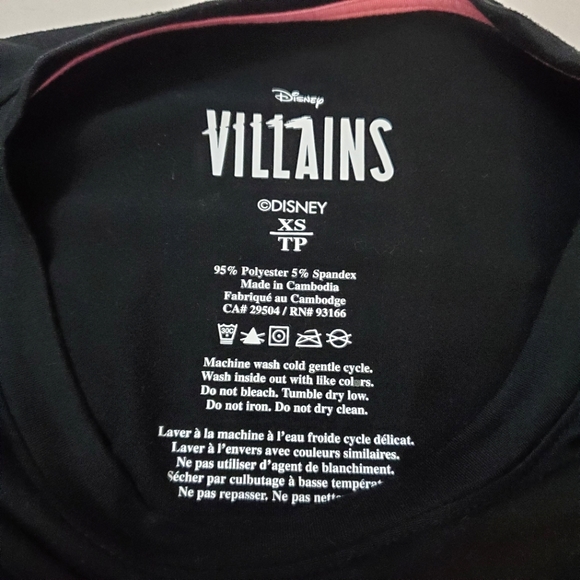 Disney
VILLAINS
©DISNEY
XS
TP
95% Polyester 5% Spandex
Made in Cambodia
Fabriqué au Cambodge
CA# 29504 / RN# 93166
Machine wash cold gentle cycle.
Wash inside out with like colors.
Do not bleach. Tumble dry low.
Do not iron. Do not dry clean.
Laver à la machine à l'eau froide cycle délicat.
Laver à l'envers avec couleurs similaires.
Ne pas utiliser d'agent de blanchiment.
Sécher par culbutage à basse
Ne pas repasser. Ne pas